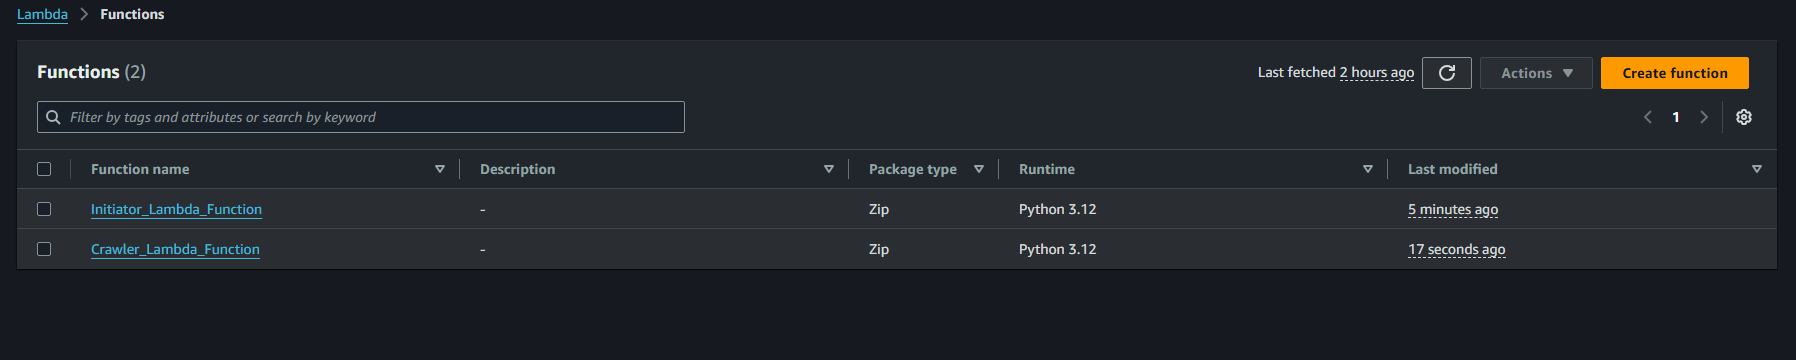 Lambda > Functions
Functions (2)
Last fetched 2 hours ago
Actions
Create function
Filter by tags and attributes or search by keyword
1
Function name Description Package type Runtime Last modified
Initiator_Lambda_Function - Zip Python 3.12 5 minutes ago
Crawler_Lambda_Function - Zip Python 3.12 17 seconds ago